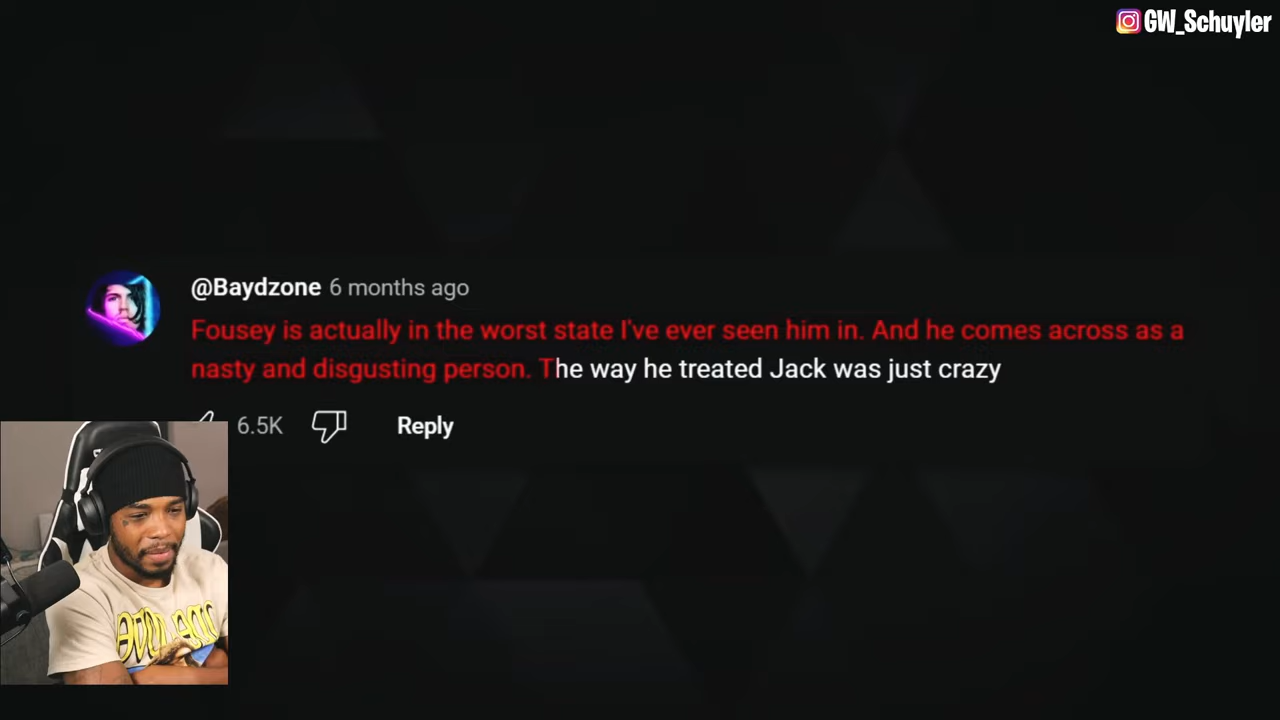 GW_Schuyler
@Baydzone 6 months ago
Fousey is actually in the worst state I've ever seen him in. And he comes across as a
nasty and disgusting person. The way he treated Jack was just crazy
6.5K Reply